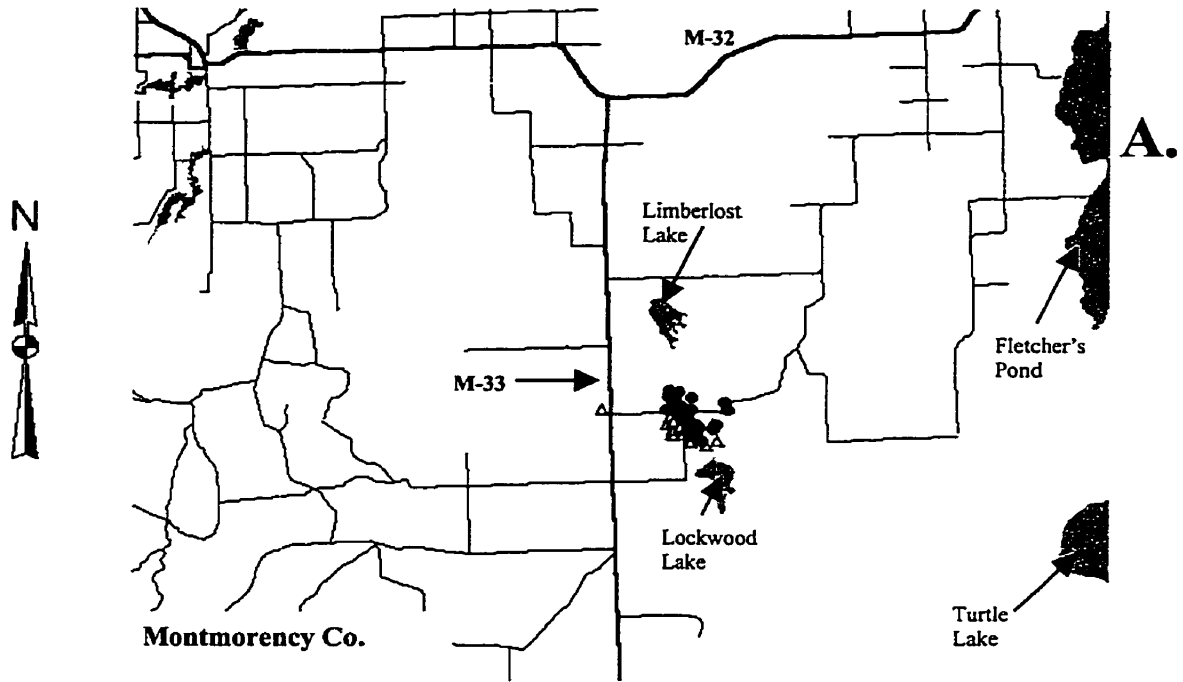 M-32
A.
N
Limberlost
Lake
Fletcher's
Pond
M-33
Lockwood
Lake
Turtle
Lake
Montmorency Co.